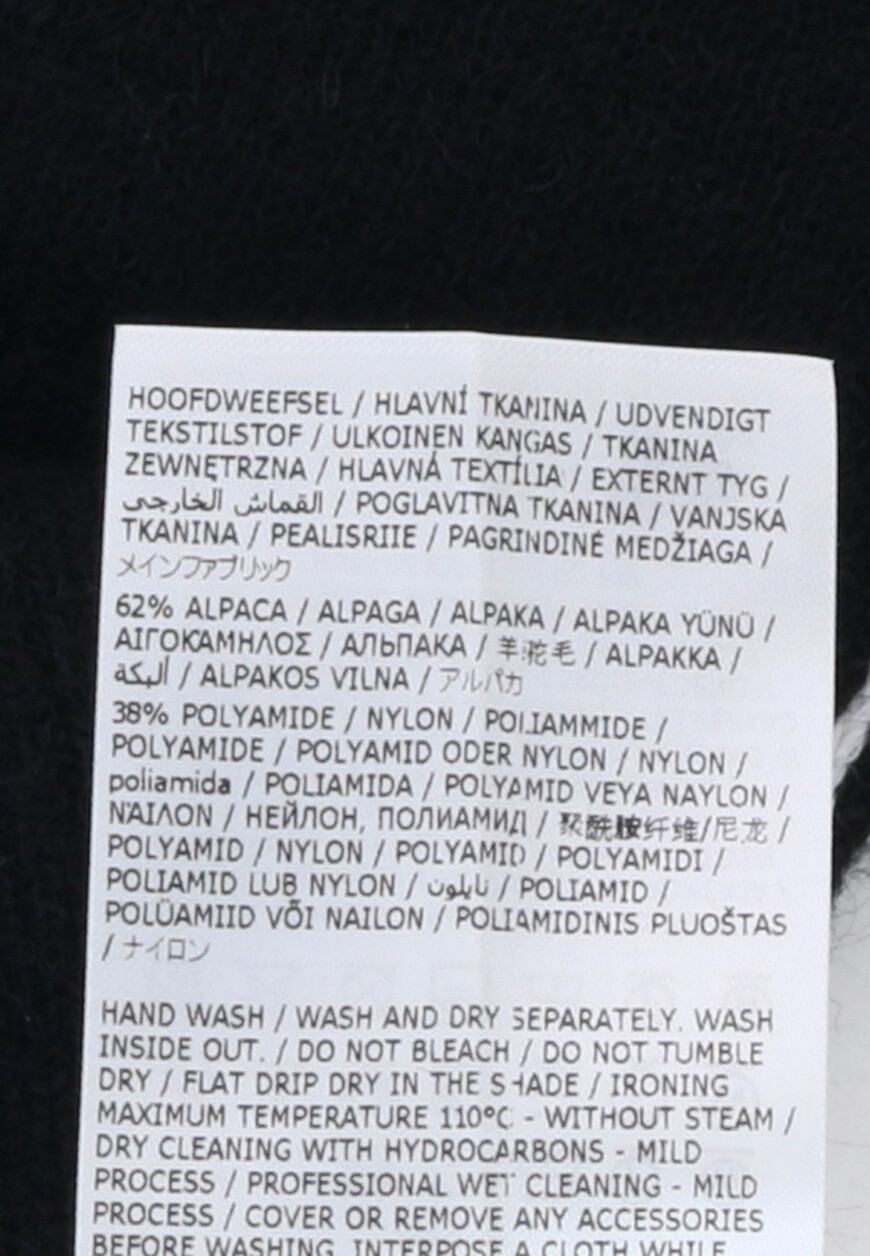 HOOFDWEEFSEL / HLAVNÍ TKANINA / UDVENDIGT
TEKSTILSTOF / ULKOINEN KANGAS / TKANINA
ZEWNĘTRZNA / HLAVNÁ TEXTÍLIA / EXTERNT TYG /
القماش الخارجى / POGLAVITNA TKANINA / VANJSKA
TKANINA / PEALISRIIE / PAGRINDINĖ MEDŽIAGA /
メインファブリック
62% ALPACA / ALPAGA / ALPAKA / ALPAKA YÜNÜ /
ΑΙΓΟΚΑΜΗΛΟΣ / АЛЬПАКА / 羊驼毛 / ALPAKKA /
ألبكة / ALPAKOS VILNA / アルパカ
38% POLYAMIDE / NYLON / POLIAMMIDE /
POLYAMIDE / POLYAMID ODER NYLON / NYLON /
poliamida / POLIAMIDA / POLYAMID VEYA NAYLON /
ΝΑΪΛΟΝ / НЕЙЛОН, ПОЛИАМИД / 聚酰胺纤维/尼龙 /
POLYAMID / NYLON / POLYAMID / POLYAMIDI /
POLIAMID LUB NYLON / نايلون / POLIAMID /
POLÜAMIID VÕI NAILON / POLIAMIDINIS PLUOŠTAS
/ ナイロン
HAND WASH / WASH AND DRY SEPARATELY. WASH
INSIDE OUT. / DO NOT BLEACH / DO NOT TUMBLE
DRY / FLAT DRIP DRY IN THE SHADE / IRONING
MAXIMUM TEMPERATURE 110°C - WITHOUT STEAM /
DRY CLEANING WITH HYDROCARBONS - MILD
PROCESS / PROFESSIONAL WET CLEANING - MILD
PROCESS / COVER OR REMOVE ANY ACCESSORIES
BEFORE WASHING. INTERPOSE A CLOTH WHILE